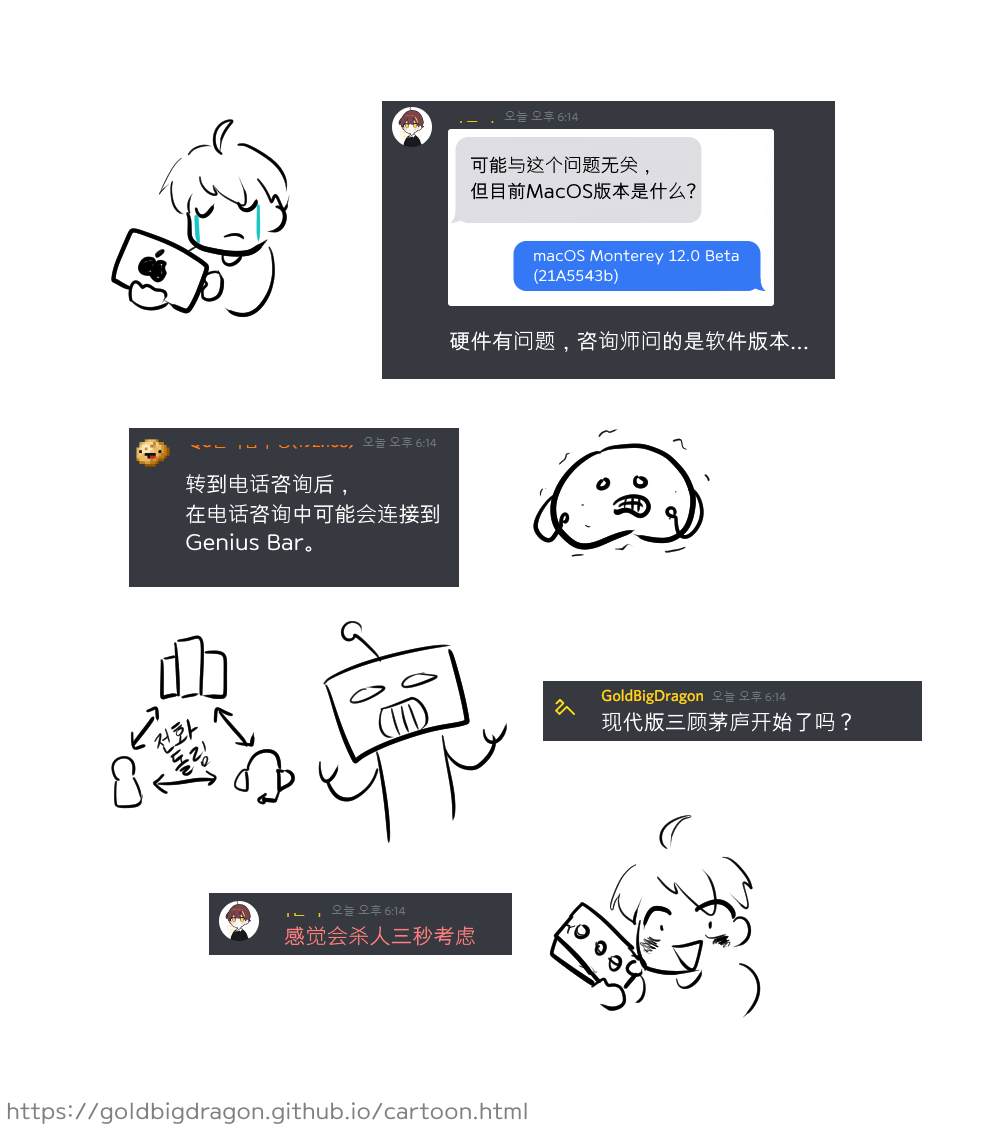 오늘 오후 6:14
可能与这个问题无关，
但目前MacOS版本是什么?
macOS Monterey 12.0 Beta
(21A5543b)
硬件有问题，咨询师问的是软件版本...
오늘 오후 6:14
转到电话咨询后，
在电话咨询中可能会连接到
Genius Bar。
전화
돌링
GoldBigDragon 오늘 오후 6:14
现代版三顾茅庐开始了吗？
오늘 오후 6:14
感觉会杀人三秒考虑
https://goldbigdragon.github.io/cartoon.html